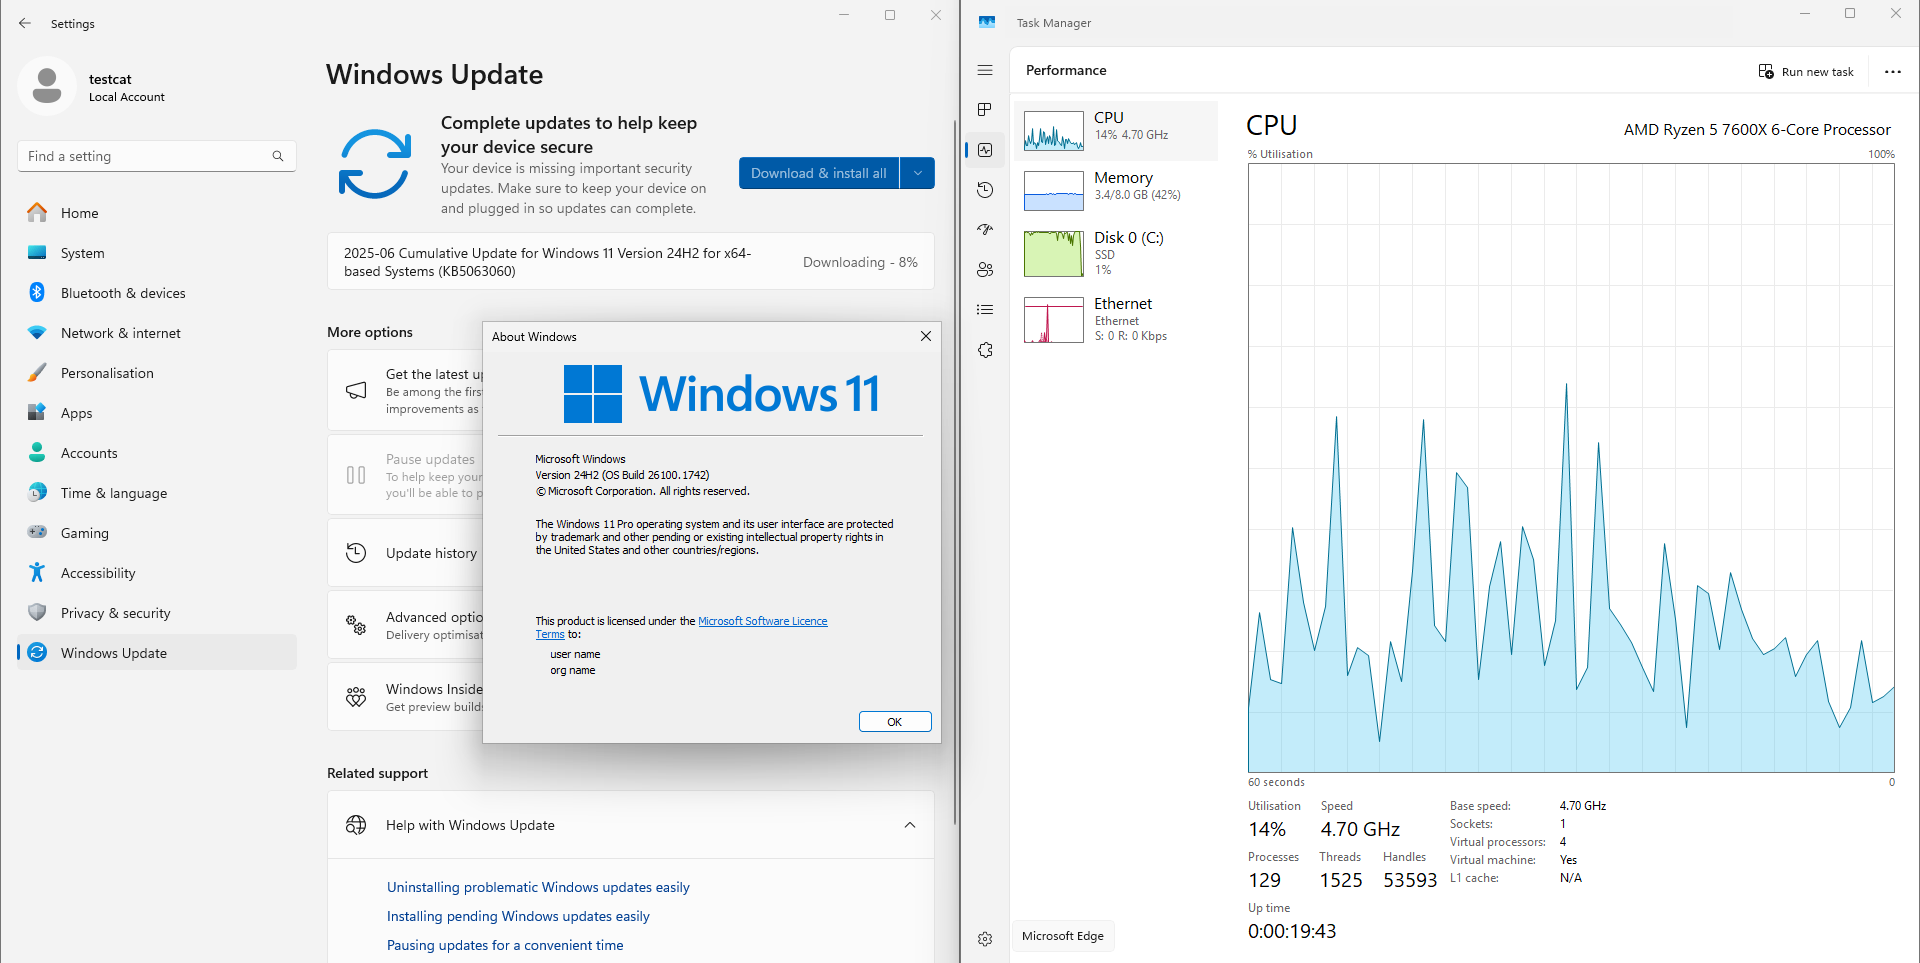 Settings
testcat
Local Account
Find a setting
Home
System
Bluetooth & devices
Network & internet
Personalisation
Apps
Accounts
Time & language
Gaming
Accessibility
Privacy & security
Windows Update
Windows Update
Complete updates to help keep
your device secure
Your device is missing important security
updates. Make sure to keep your device on
and plugged in so updates can complete.
Download & install all
2025-06 Cumulative Update for Windows 11 Version 24H2 for x64-
based Systems (KB5063060)
Downloading - 8%
More options
Get the latest up
Be among the firs
improvements as
Pause updates
To help keep your
you'll be able to p
Update history
Advanced optio
Delivery optimisat
Windows Inside
Get preview builds
Related support
Help with Windows Update
Uninstalling problematic Windows updates easily
Installing pending Windows updates easily
Pausing updates for a convenient time
About Windows
Windows 11
Microsoft Windows
Version 24H2 (OS Build 26100.1742)
© Microsoft Corporation. All rights reserved.
The Windows 11 Pro operating system and its user interface are protected
by trademark and other pending or existing intellectual property rights in
the United States and other countries/regions.
This product is licensed under the Microsoft Software Licence
Terms to:
user name
org name
OK
Task Manager
Performance
Run new task
CPU
14% 4.70 GHz
Memory
3.4/8.0 GB (42%)
Disk 0 (C:)
SSD
1%
Ethernet
Ethernet
S: 0 R: 0 Kbps
Microsoft Edge
CPU
AMD Ryzen 5 7600X 6-Core Processor
% Utilisation
100%
60 seconds
0
Utilisation
14%
Speed
4.70 GHz
Processes
129
Threads
1525
Handles
53593
Up time
0:00:19:43
Base speed: 4.70 GHz
Sockets: 1
Virtual processors: 4
Virtual machine: Yes
L1 cache: N/A